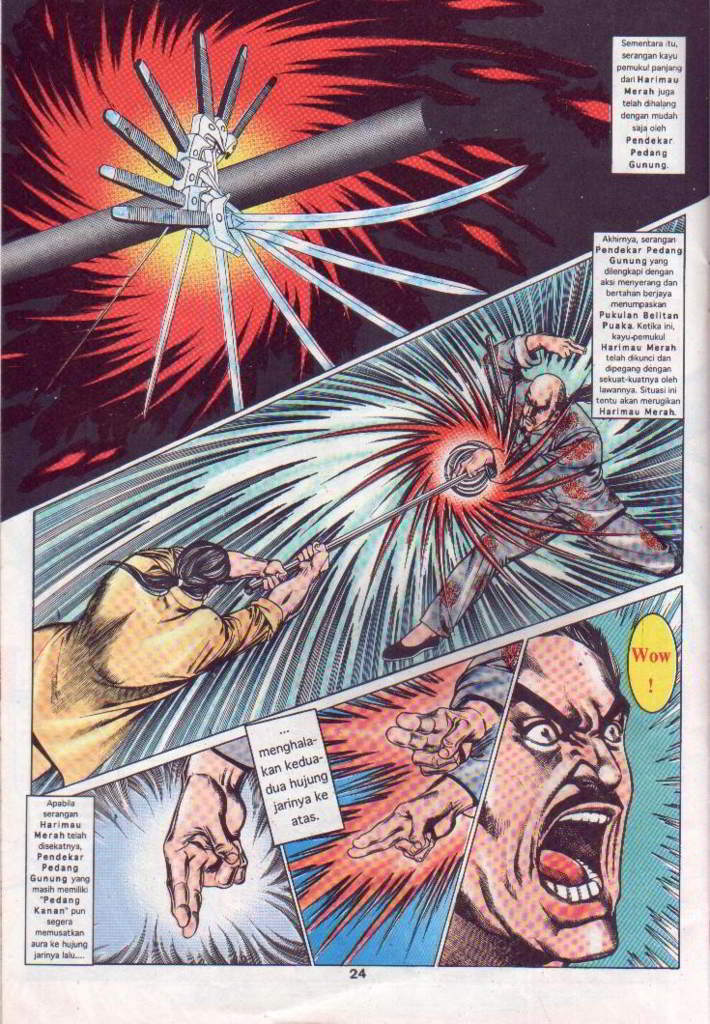 Sementara itu,
serangan kayu
pemukul panjang
dari Harimau
Merah juga
telah dihalang
dengan mudah
saja oleh
Pendekar
Pedang
Gunung.
Akhirnya, serangan
Pendekar Pedang
Gunung yang
dilengkapi dengan
aksi menyerang dan
bertahan berjaya
menumpaskan
Pukulan Belitan
Puaka. Ketika ini,
kayu-pemukul
Harimau Merah
telah dikunci dan
dipegang dengan
sekuat-kuatnya oleh
lawannya. Situasi ini
tentu akan merugikan
Harimau Merah.
Apabila
serangan
Harimau
Merah telah
disekatnya,
Pendekar
Pedang
Gunung yang
masih memiliki
"Pedang
Kanan" pun
segera
memusatkan
aura ke hujung
jarinya lalu....
...
menghala-
kan kedua-
dua hujung
jarinya ke
atas.
Wow
!
24